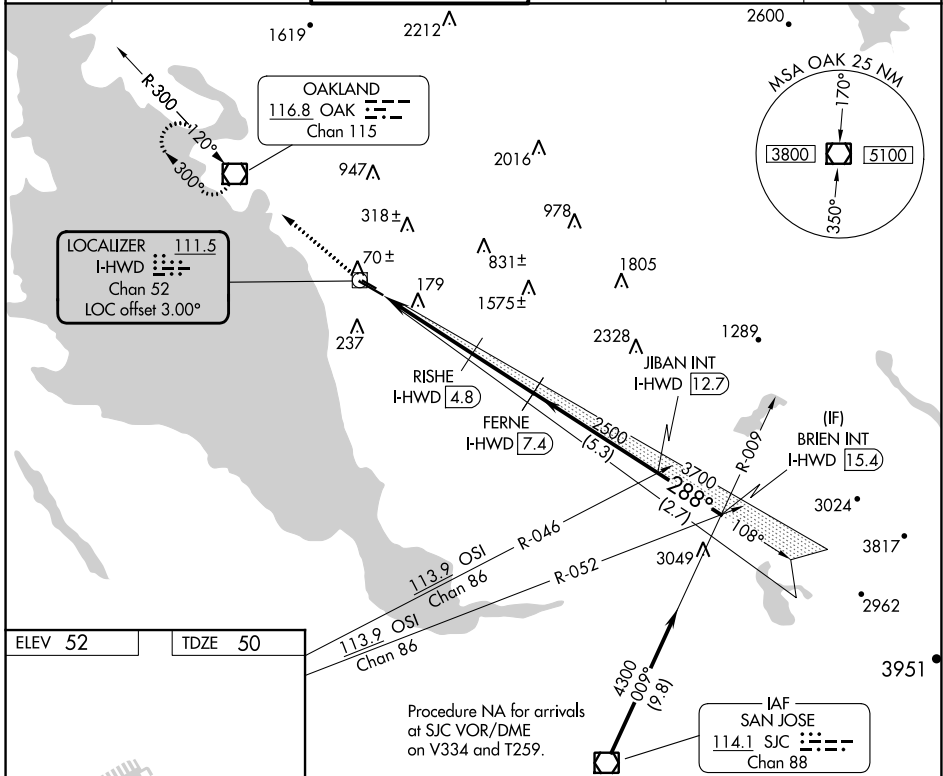 1619
2212
2600
R-300
120°
300°
OAKLAND
116.8 OAK
Chan 115
MSA OAK 25 NM
170°
3800
5100
350°
947
2016
318±
978
LOCALIZER 111.5
I-HWD
Chan 52
LOC offset 3.00°
70±
831±
1805
179
1575±
237
2328
1289
RISHE
I-HWD 4.8
FERNE
I-HWD 7.4
JIBAN INT
I-HWD 12.7
(IF)
BRIEN INT
I-HWD 15.4
R-009
2500
(5.3)
3700
288°
(2.7)
108°
3024
3817
3049
2962
3951
113.9 OSI
Chan 86
R-046
113.9 OSI
Chan 86
R-052
ELEV 52
TDZE 50
4300
009°
(9.8)
Procedure NA for arrivals
at SJC VOR/DME
on V334 and T259.
IAF
SAN JOSE
114.1 SJC
Chan 88